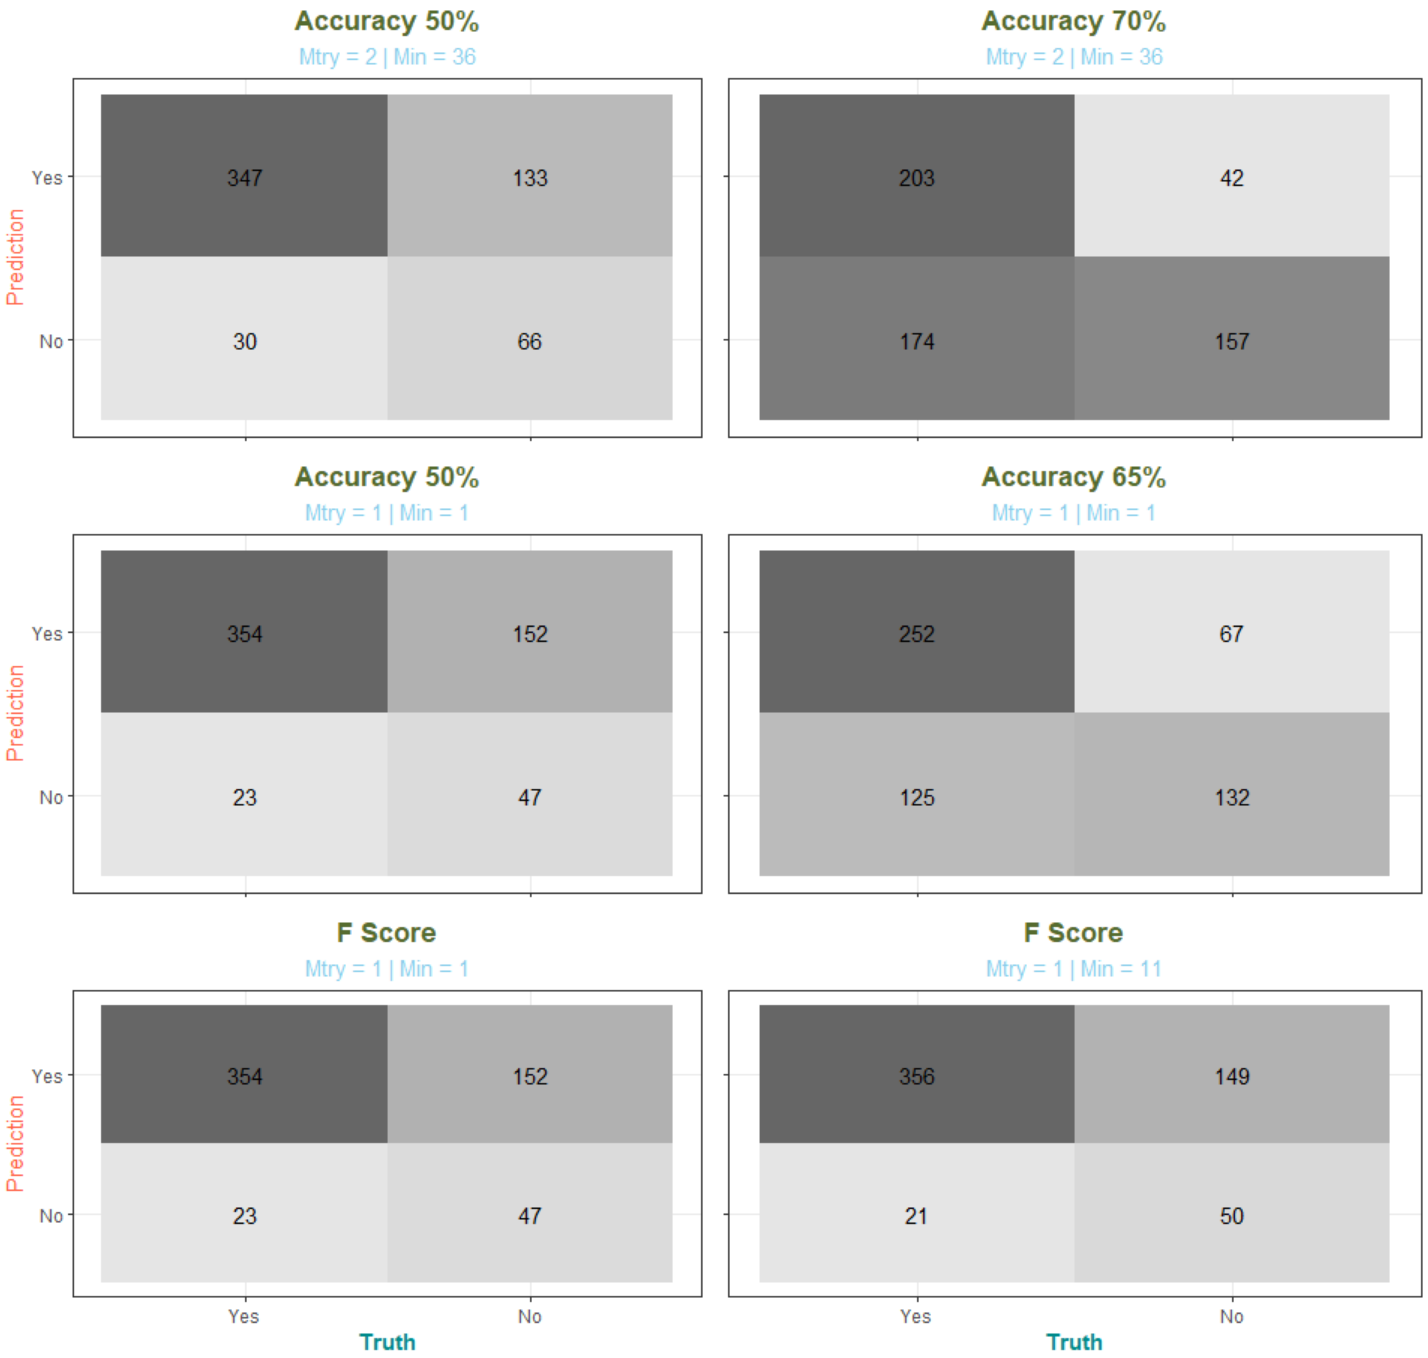 Accuracy 50%
Mtry = 2 | Min = 36
Prediction
Yes
347
133
No
30
66
Accuracy 70%
Mtry = 2 | Min = 36
203
42
174
157
Accuracy 50%
Mtry = 1 | Min = 1
Prediction
Yes
354
152
No
23
47
Accuracy 65%
Mtry = 1 | Min = 1
252
67
125
132
F Score
Mtry = 1 | Min = 1
Prediction
Yes
354
152
No
23
47
Yes
No
Truth
F Score
Mtry = 1 | Min = 11
356
149
21
50
Yes
No
Truth